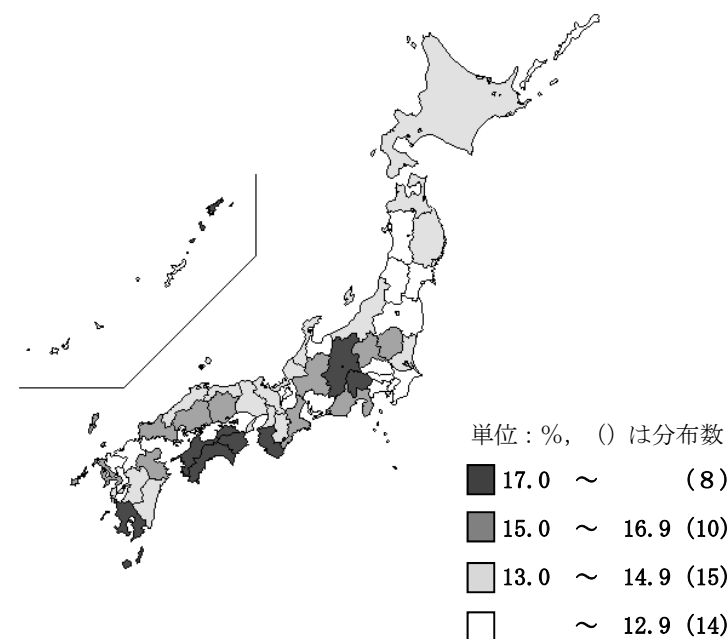 単位：%，（）は分布数
17.0 ～ (8)
15.0 ～ 16.9 (10)
13.0 ～ 14.9 (15)
～ 12.9 (14)